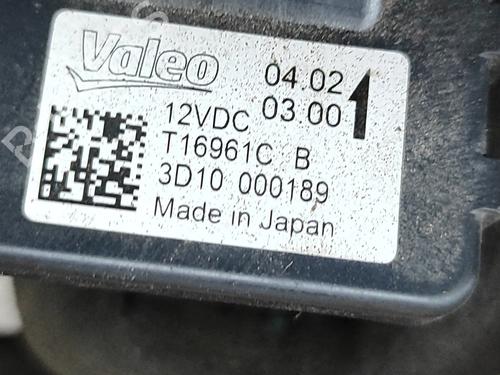 Valeo
04.02
03.00
12VDC
T16961C B
3D10 000189
Made in Japan